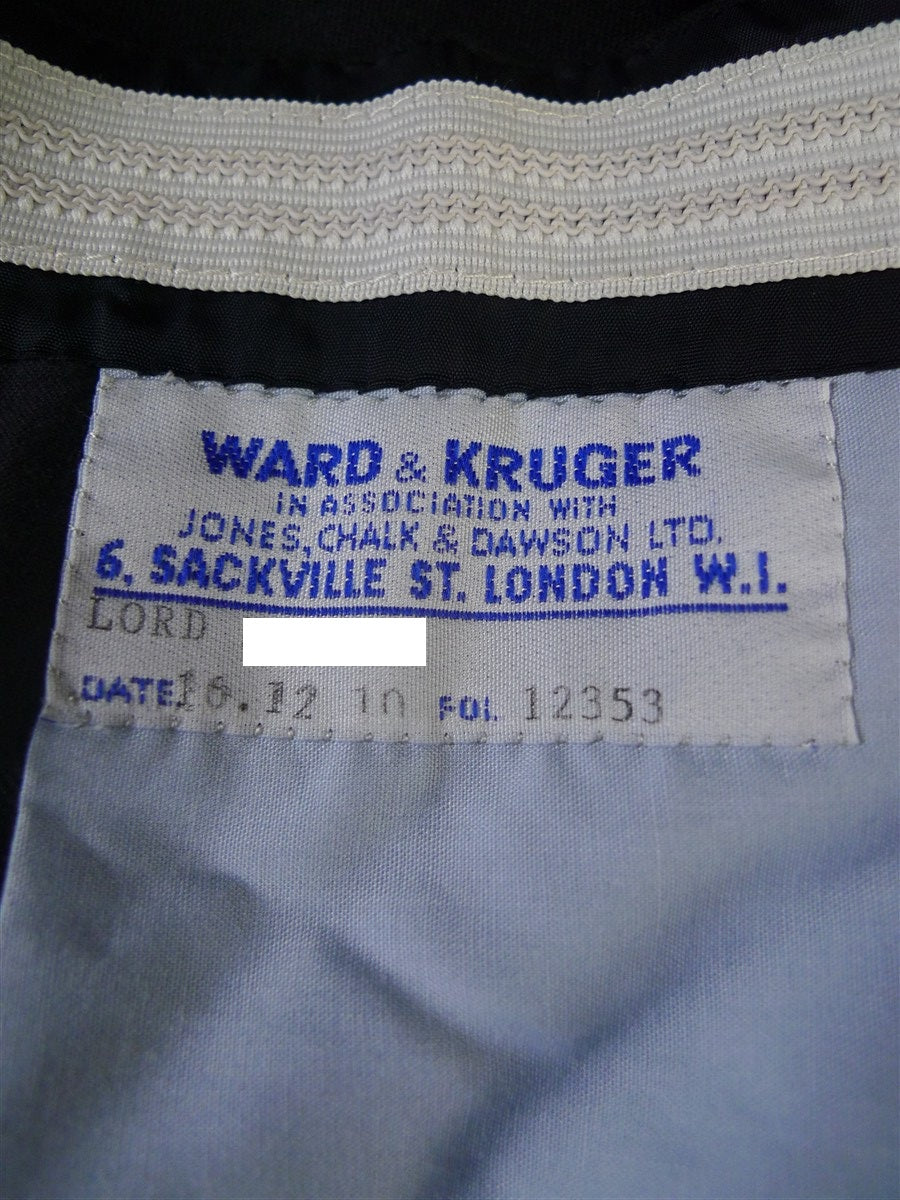 WARD & KRUGER
IN ASSOCIATION WITH
JONES, CHALK & DAWSON LTD.
6, SACKVILLE ST. LONDON W.I.
LORD
DATE 16.12 10 FOL 12353